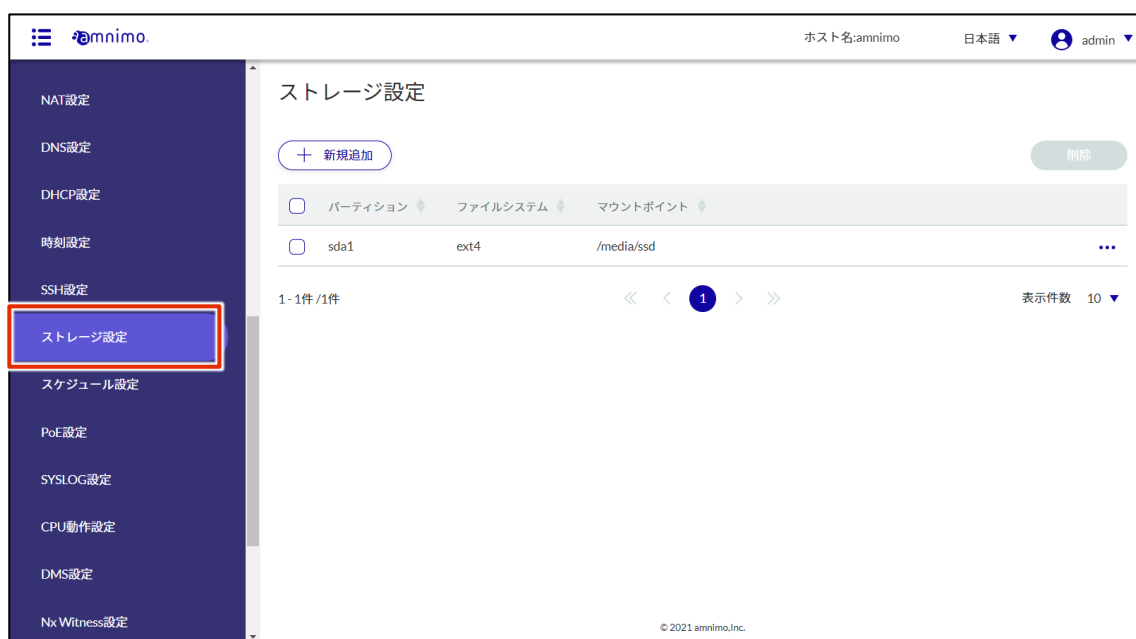 amnimo.
ホスト名:amnimo 日本語 ▼ admin ▼
NAT設定
DNS設定
DHCP設定
時刻設定
SSH設定
ストレージ設定
スケジュール設定
PoE設定
SYSLOG設定
CPU動作設定
DMS設定
Nx Witness設定
ストレージ設定
＋ 新規追加
削除
パーティション ファイルシステム マウントポイント
sda1 ext4 /media/ssd •••
1 - 1件 /1件 1 表示件数 10 ▼
© 2021 amnimo,Inc.